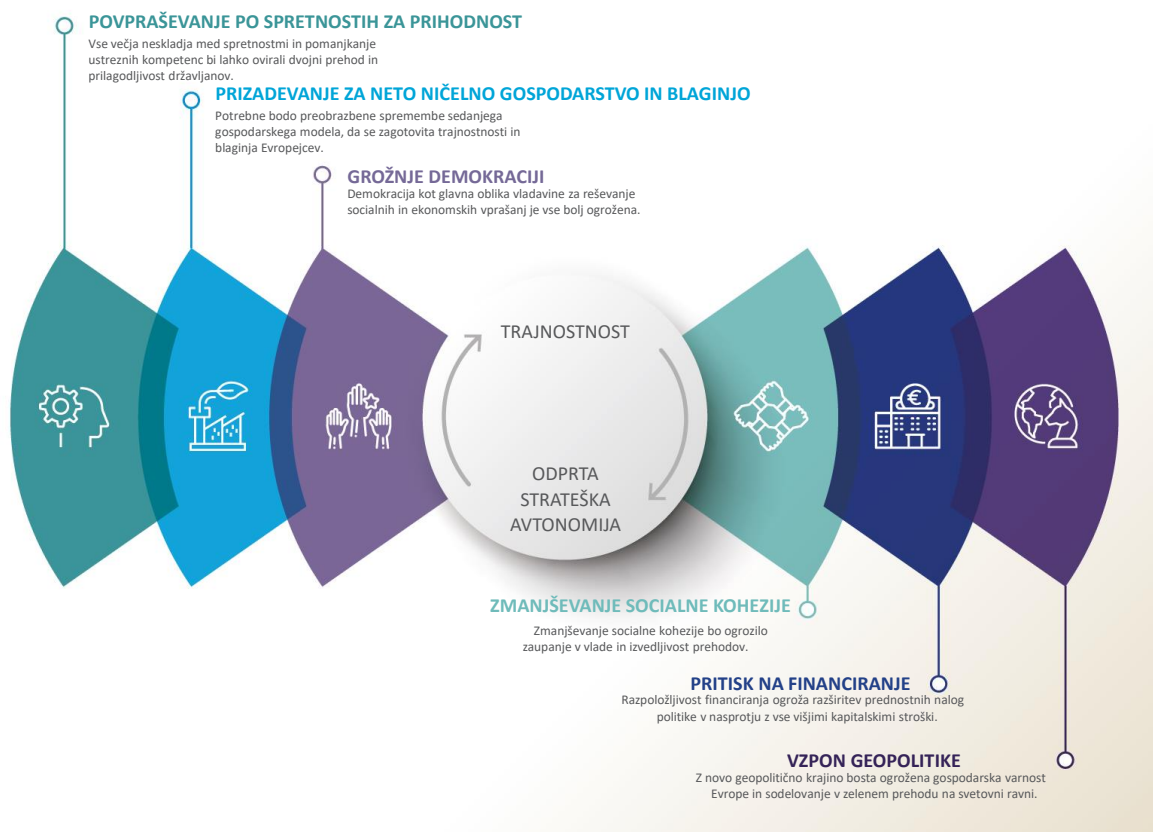 POVPRAŠEVANJE PO SPRETNOSTIH ZA PRIHODNOST
Vse večja neskladja med spretnostmi in pomanjkanje
ustreznih kompetenc bi lahko ovirali dvojni prehod in
prilagodljivost državljanov.
PRIZADEVANJE ZA NETO NIČELNO GOSPODARSTVO IN BLAGINJO
Potrebne bodo preobrazbene spremembe sedanjega
gospodarskega modela, da se zagotovita trajnostnosti in
blaginja Evropejcev.
GROŽNJE DEMOKRACIJI
Demokracija kot glavna oblika vladavine za reševanje
socialnih in ekonomskih vprašanj je vse bolj ogrožena.
TRAJNOSTNOST
ODPRTA
STRATEŠKA
AVTONOMIJA
€
ZMANJŠEVANJE SOCIALNE KOHEZIJE
Zmanjševanje socialne kohezije bo ogrozilo
zaupanje v vlade in izvedljivost prehodov.
PRITISK NA FINANCIRANJE
Razpoložljivost financiranja ogroža razširitev prednostnih nalog
politike v nasprotju z vse višjimi kapitalskimi stroški.
VZPON GEOPOLITIKE
Z novo geopolitično krajino bosta ogrožena gospodarska varnost
Evrope in sodelovanje v zelenem prehodu na svetovni ravni.